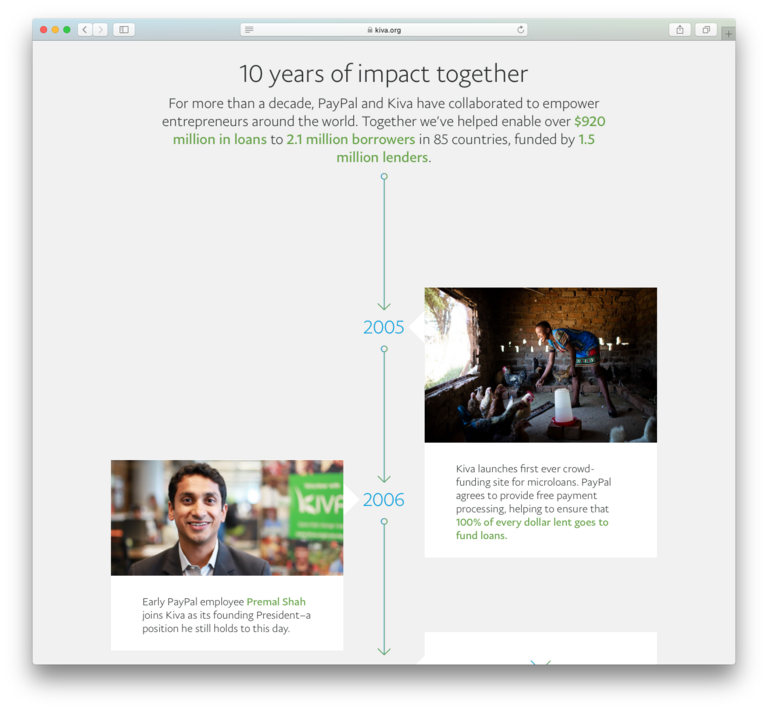 kiva.org
10 years of impact together
For more than a decade, PayPal and Kiva have collaborated to empower
entrepreneurs around the world. Together we've helped enable over $920
million in loans to 2.1 million borrowers in 85 countries, funded by 1.5
million lenders.
2005
Kiva launches first ever crowd-
funding site for microloans. PayPal
agrees to provide free payment
processing, helping to ensure that
100% of every dollar lent goes to
fund loans.
2006
Early PayPal employee Premal Shah
joins Kiva as its founding President–a
position he still holds to this day.